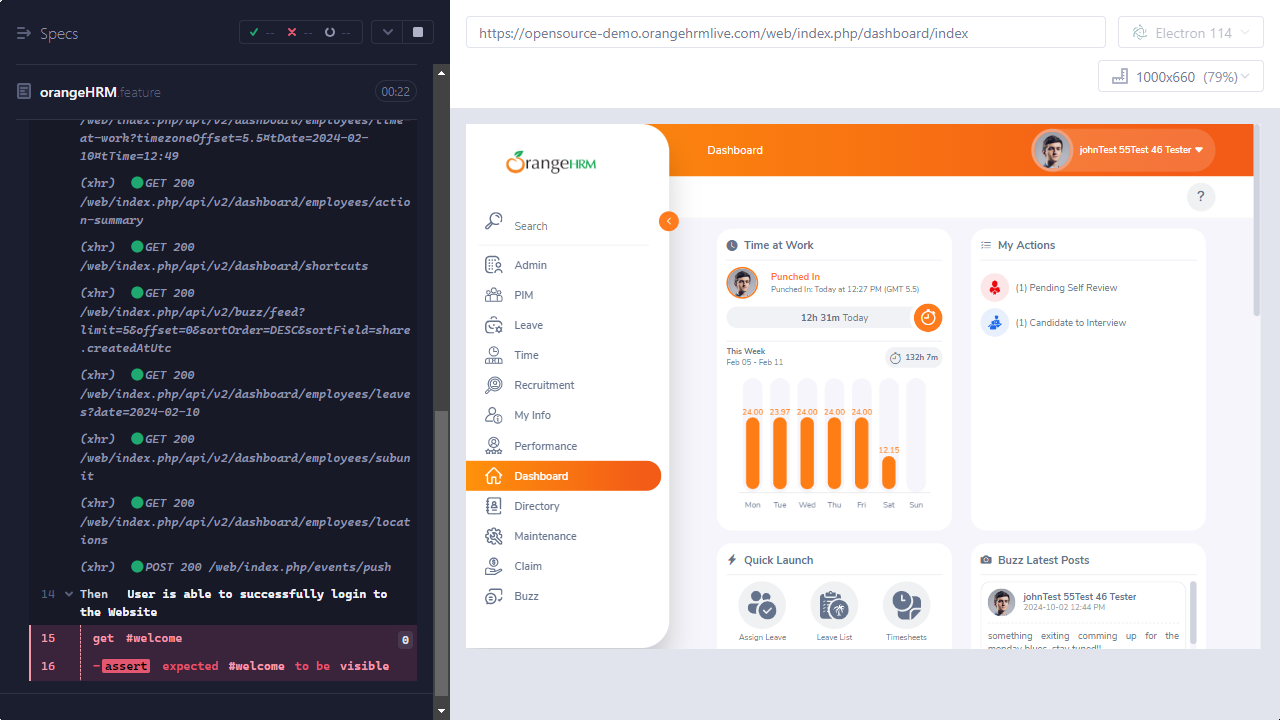 Specs
-- -- --
orangeHRM.feature
00:22
/web/index.php/api/v2/dashboard/employees/time-
at-work?timezoneOffset=5.5¤tDate=2024-02-
10¤tTime=12:49
(xhr) GET 200
/web/index.php/api/v2/dashboard/employees/actio
n-summary
(xhr) GET 200
/web/index.php/api/v2/dashboard/shortcuts
(xhr) GET 200
/web/index.php/api/v2/buzz/feed?
limit=5&offset=0&sortOrder=DESC&sortField=share
.createdAtUtc
(xhr) GET 200
/web/index.php/api/v2/dashboard/employees/leave
s?date=2024-02-10
(xhr) GET 200
/web/index.php/api/v2/dashboard/employees/subun
it
(xhr) GET 200
/web/index.php/api/v2/dashboard/employees/locat
ions
(xhr) POST 200 /web/index.php/events/push
14 Then User is able to successfully login to
the Website
15 get #welcome 0
16 -assert expected #welcome to be visible
https://opensource-demo.orangehrmlive.com/web/index.php/dashboard/index
Electron 114
1000x660 (79%)
OrangeHRM
Search
Admin
PIM
Leave
Time
Recruitment
My Info
Performance
Dashboard
Directory
Maintenance
Claim
Buzz
Dashboard
johnTest 55Test 46 Tester
?
Time at Work
Punched In
Punched In: Today at 12:27 PM (GMT 5.5)
12h 31m Today
This Week
Feb 05 - Feb 11
132h 7m
24.00 23.97 24.00 24.00 24.00 12.15
Mon Tue Wed Thu Fri Sat Sun
My Actions
(1) Pending Self Review
(1) Candidate to Interview
Quick Launch
Assign Leave Leave List Timesheets
Buzz Latest Posts
johnTest 55Test 46 Tester
2024-10-02 12:44 PM
something exiting comming up for the
monday blues. stay tuned!!